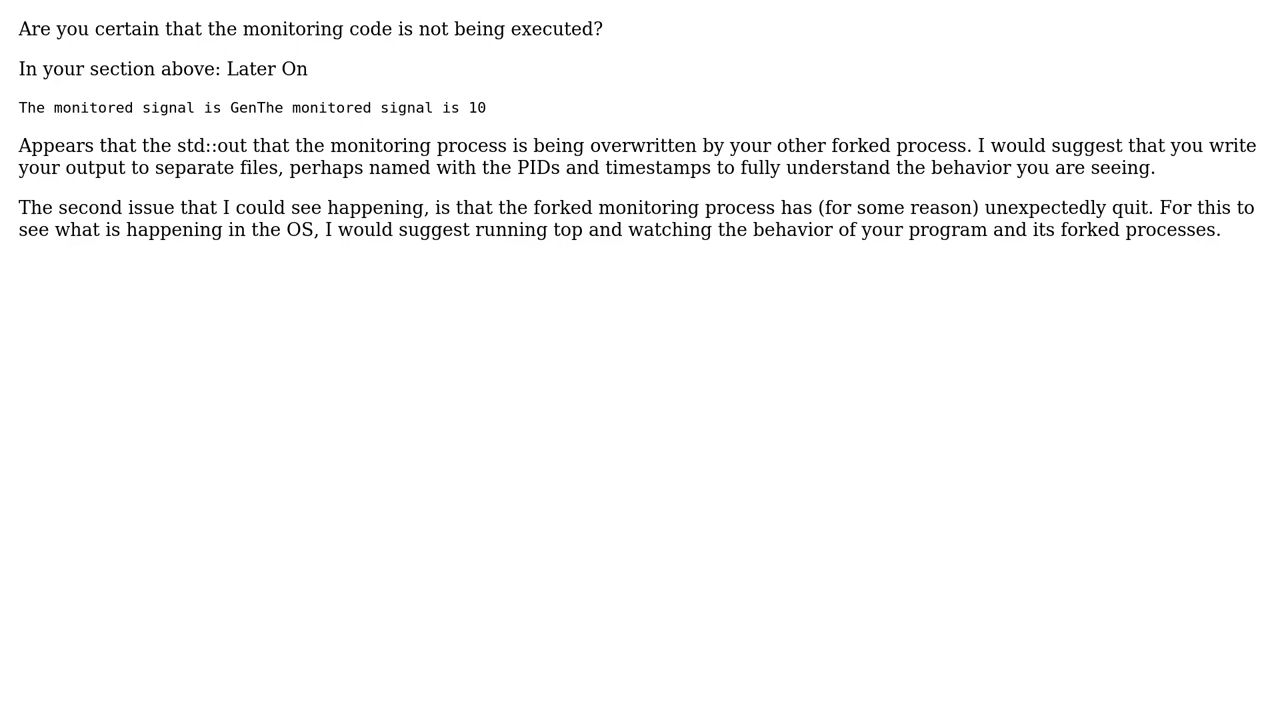 Are you certain that the monitoring code is not being executed?
In your section above: Later On
The monitored signal is GenThe monitored signal is 10
Appears that the std::out that the monitoring process is being overwritten by your other forked process. I would suggest that you write
your output to separate files, perhaps named with the PIDs and timestamps to fully understand the behavior you are seeing.
The second issue that I could see happening, is that the forked monitoring process has (for some reason) unexpectedly quit. For this to
see what is happening in the OS, I would suggest running top and watching the behavior of your program and its forked processes.